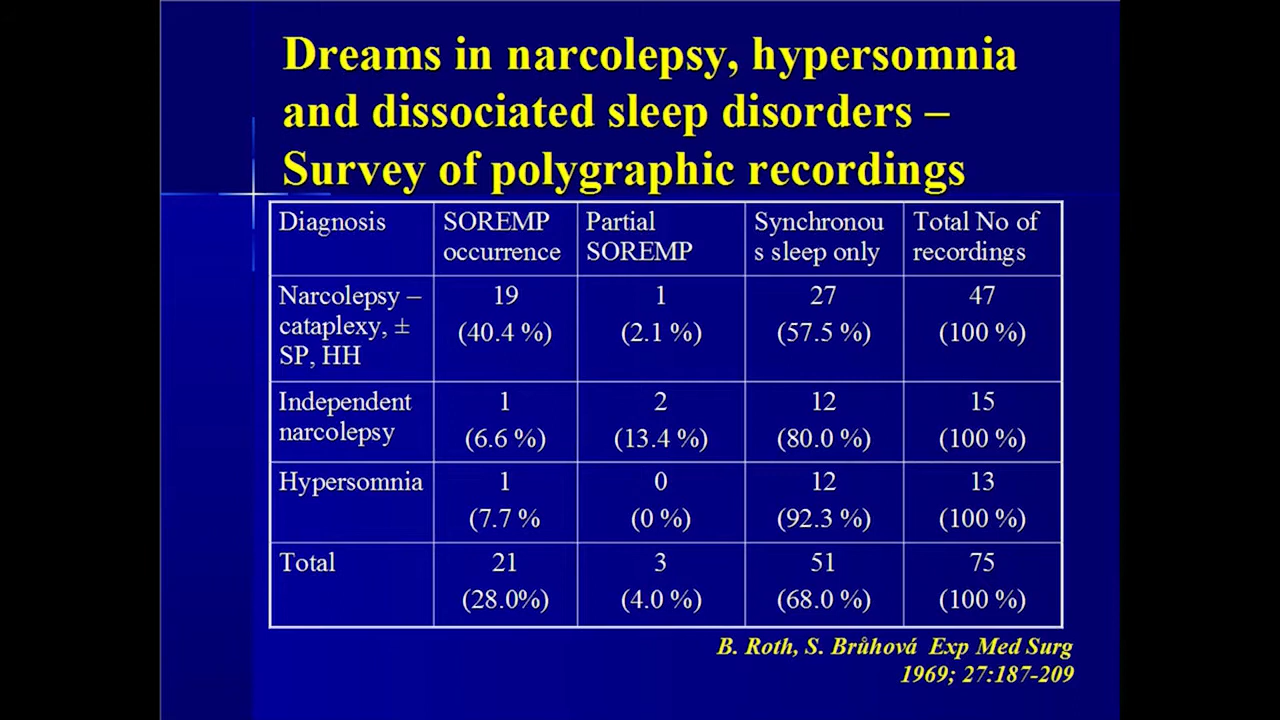 Dreams in narcolepsy, hypersomnia
and dissociated sleep disorders –
Survey of polygraphic recordings
Diagnosis SOREMP Partial Synchronou Total No of
occurrence SOREMP s sleep only recordings
Narcolepsy – 19 1 27 47
cataplexy, ± (40.4 %) (2.1 %) (57.5 %) (100 %)
SP, HH
Independent 1 2 12 15
narcolepsy (6.6 %) (13.4 %) (80.0 %) (100 %)
Hypersomnia 1 0 12 13
(7.7 % (0 %) (92.3 %) (100 %)
Total 21 3 51 75
(28.0%) (4.0 %) (68.0 %) (100 %)
B. Roth, S. Brůhová Exp Med Surg
1969; 27:187-209